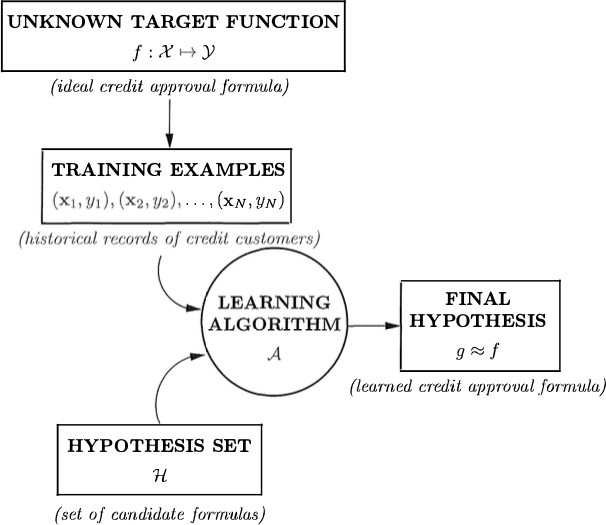 UNKNOWN TARGET FUNCTION
f : 𝒳 ↦ 𝒴
(ideal credit approval formula)
TRAINING EXAMPLES
(x₁, y₁), (x₂, y₂), . . . , (x_N, y_N)
(historical records of credit customers)
LEARNING
ALGORITHM
𝒜
FINAL
HYPOTHESIS
g ≈ f
(learned credit approval formula)
HYPOTHESIS SET
ℋ
(set of candidate formulas)